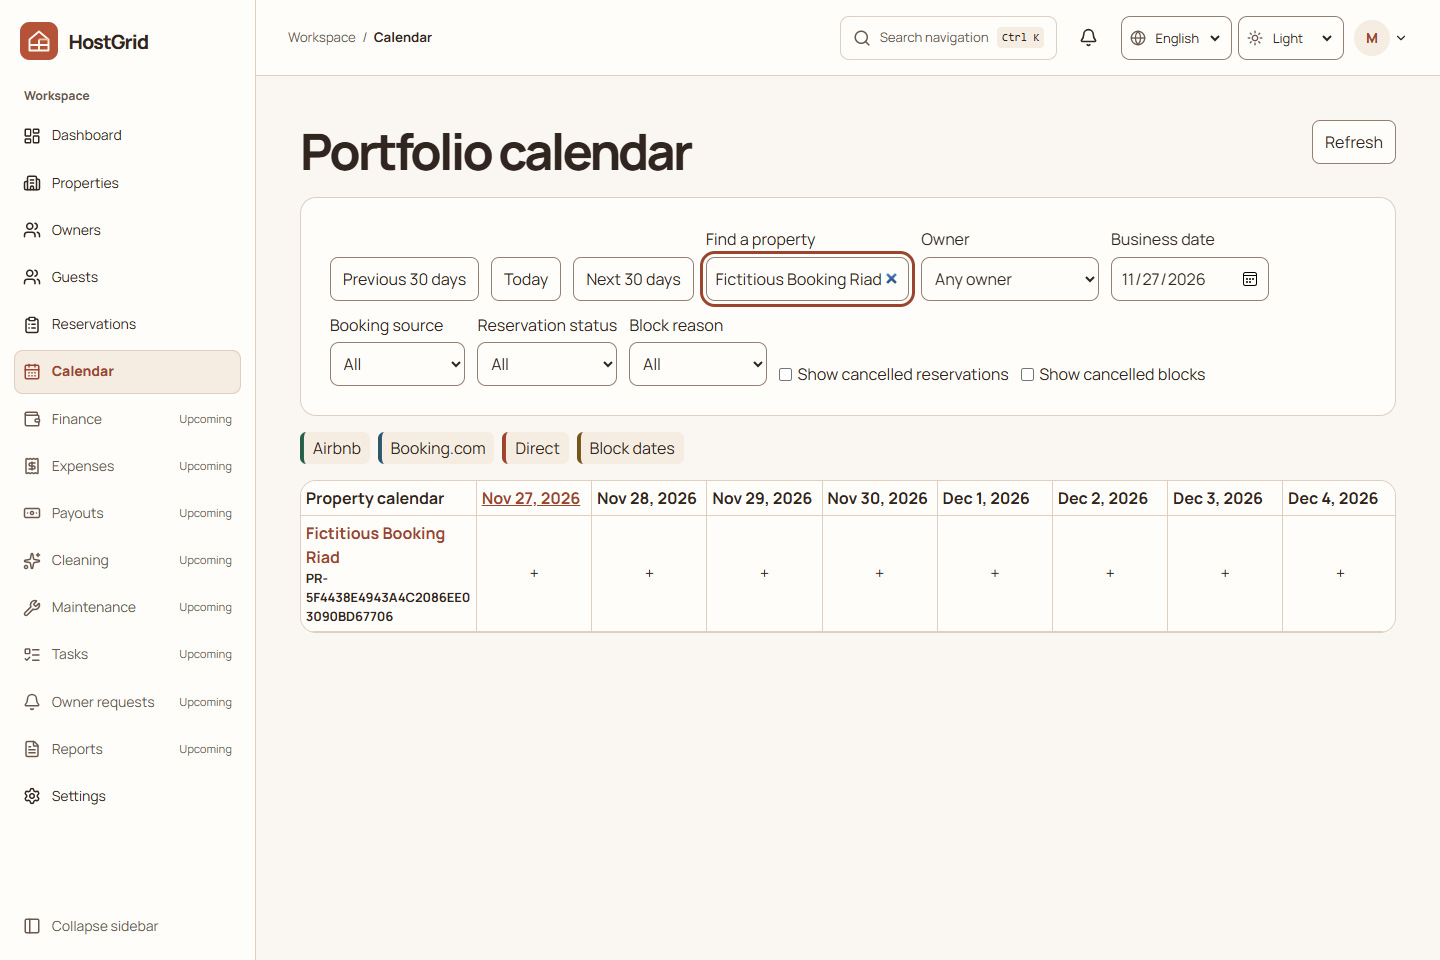 HostGrid
Workspace
Dashboard
Properties
Owners
Guests
Reservations
Calendar
Finance Upcoming
Expenses Upcoming
Payouts Upcoming
Cleaning Upcoming
Maintenance Upcoming
Tasks Upcoming
Owner requests Upcoming
Reports Upcoming
Settings
Collapse sidebar
Workspace / Calendar
Search navigation Ctrl K
English
Light
M
Portfolio calendar
Refresh
Previous 30 days
Today
Next 30 days
Find a property
Fictitious Booking Riad
Owner
Any owner
Business date
11/27/2026
Booking source
All
Reservation status
All
Block reason
All
Show cancelled reservations
Show cancelled blocks
Airbnb
Booking.com
Direct
Block dates
Property calendar Nov 27, 2026 Nov 28, 2026 Nov 29, 2026 Nov 30, 2026 Dec 1, 2026 Dec 2, 2026 Dec 3, 2026 Dec 4, 2026
Fictitious Booking
Riad
PR-
5F4438E4943A4C2086EE0
3090BD67706
+ + + + + + + +